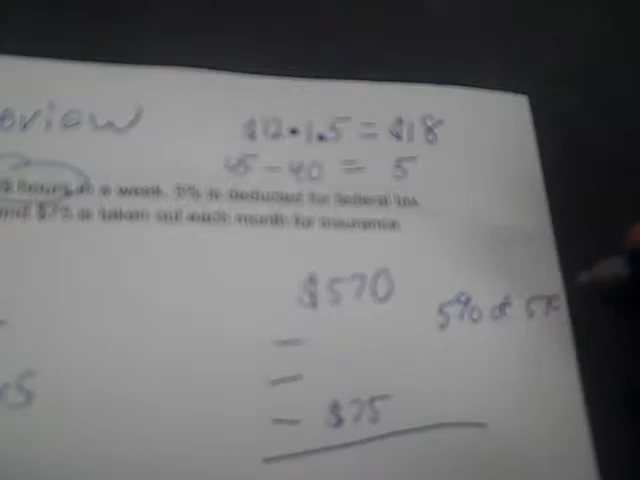 eview
$12 • 1.5 = $18
45 - 40 = 5
hours in a week. 5% is deducted for federal tax
and $75 is taken out each month for insurance
$570
5% of 57
-
-
- $75